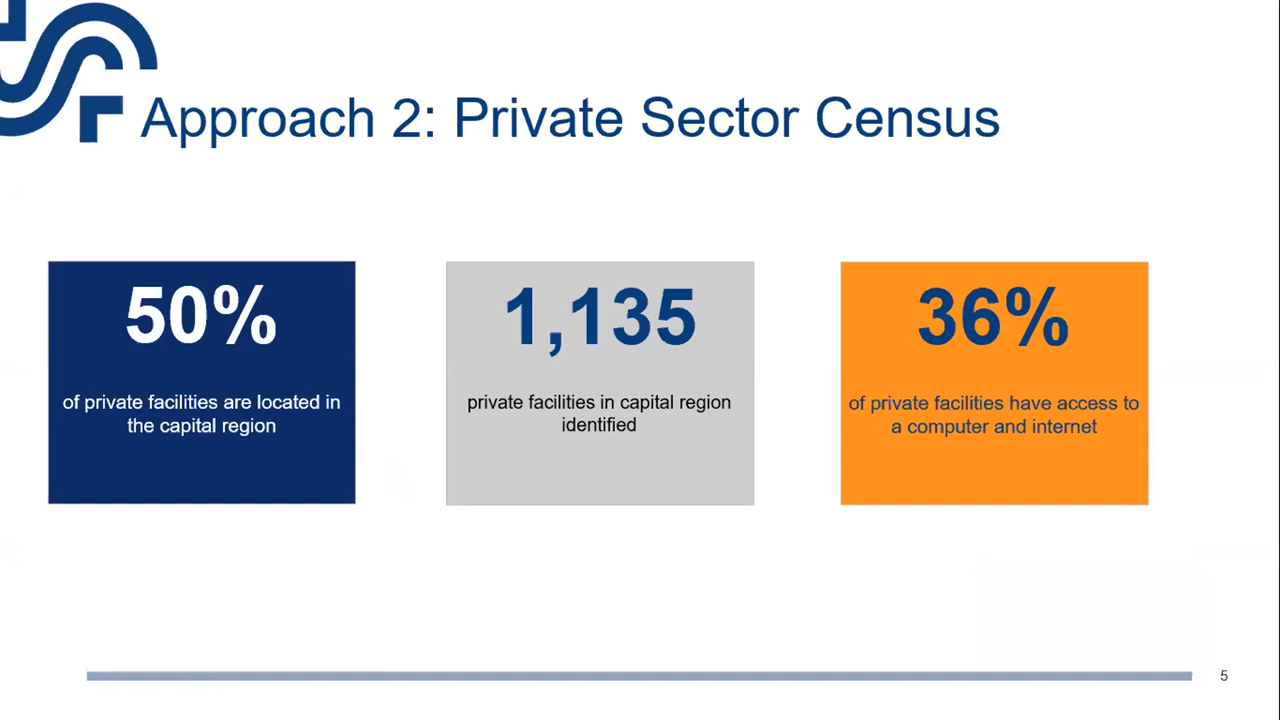 Approach 2: Private Sector Census
50%
of private facilities are located in
the capital region
1,135
private facilities in capital region
identified
36%
of private facilities have access to
a computer and internet
5